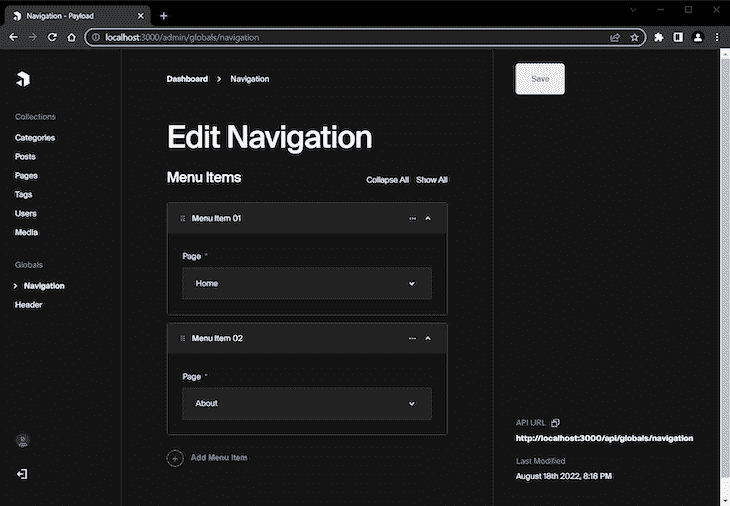 Navigation - Payload
localhost:3000/admin/globals/navigation
Dashboard > Navigation
Save
Collections
Categories
Posts
Pages
Tags
Users
Media
Globals
> Navigation
Header
Edit Navigation
Menu Items
Collapse All Show All
Menu Item 01
Page *
Home
Menu Item 02
Page *
About
Add Menu Item
API URL
http://localhost:3000/api/globals/navigation
Last Modified
August 18th 2022, 8:18 PM